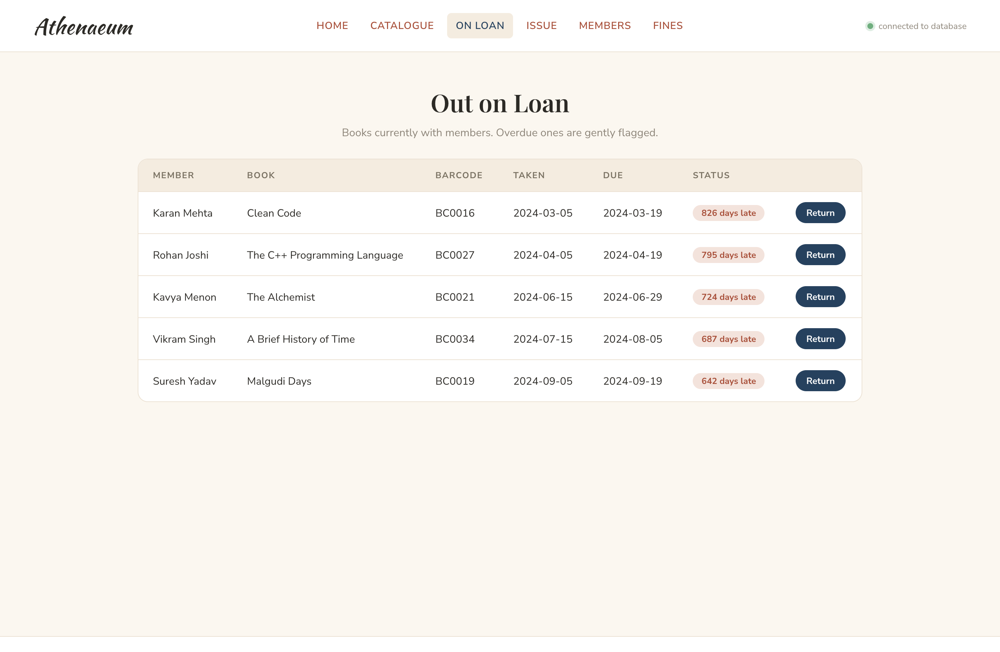 Athenaeum HOME CATALOGUE ON LOAN ISSUE MEMBERS FINES connected to database
Out on Loan
Books currently with members. Overdue ones are gently flagged.
MEMBER BOOK BARCODE TAKEN DUE STATUS
Karan Mehta Clean Code BC0016 2024-03-05 2024-03-19 826 days late Return
Rohan Joshi The C++ Programming Language BC0027 2024-04-05 2024-04-19 795 days late Return
Kavya Menon The Alchemist BC0021 2024-06-15 2024-06-29 724 days late Return
Vikram Singh A Brief History of Time BC0034 2024-07-15 2024-08-05 687 days late Return
Suresh Yadav Malgudi Days BC0019 2024-09-05 2024-09-19 642 days late Return